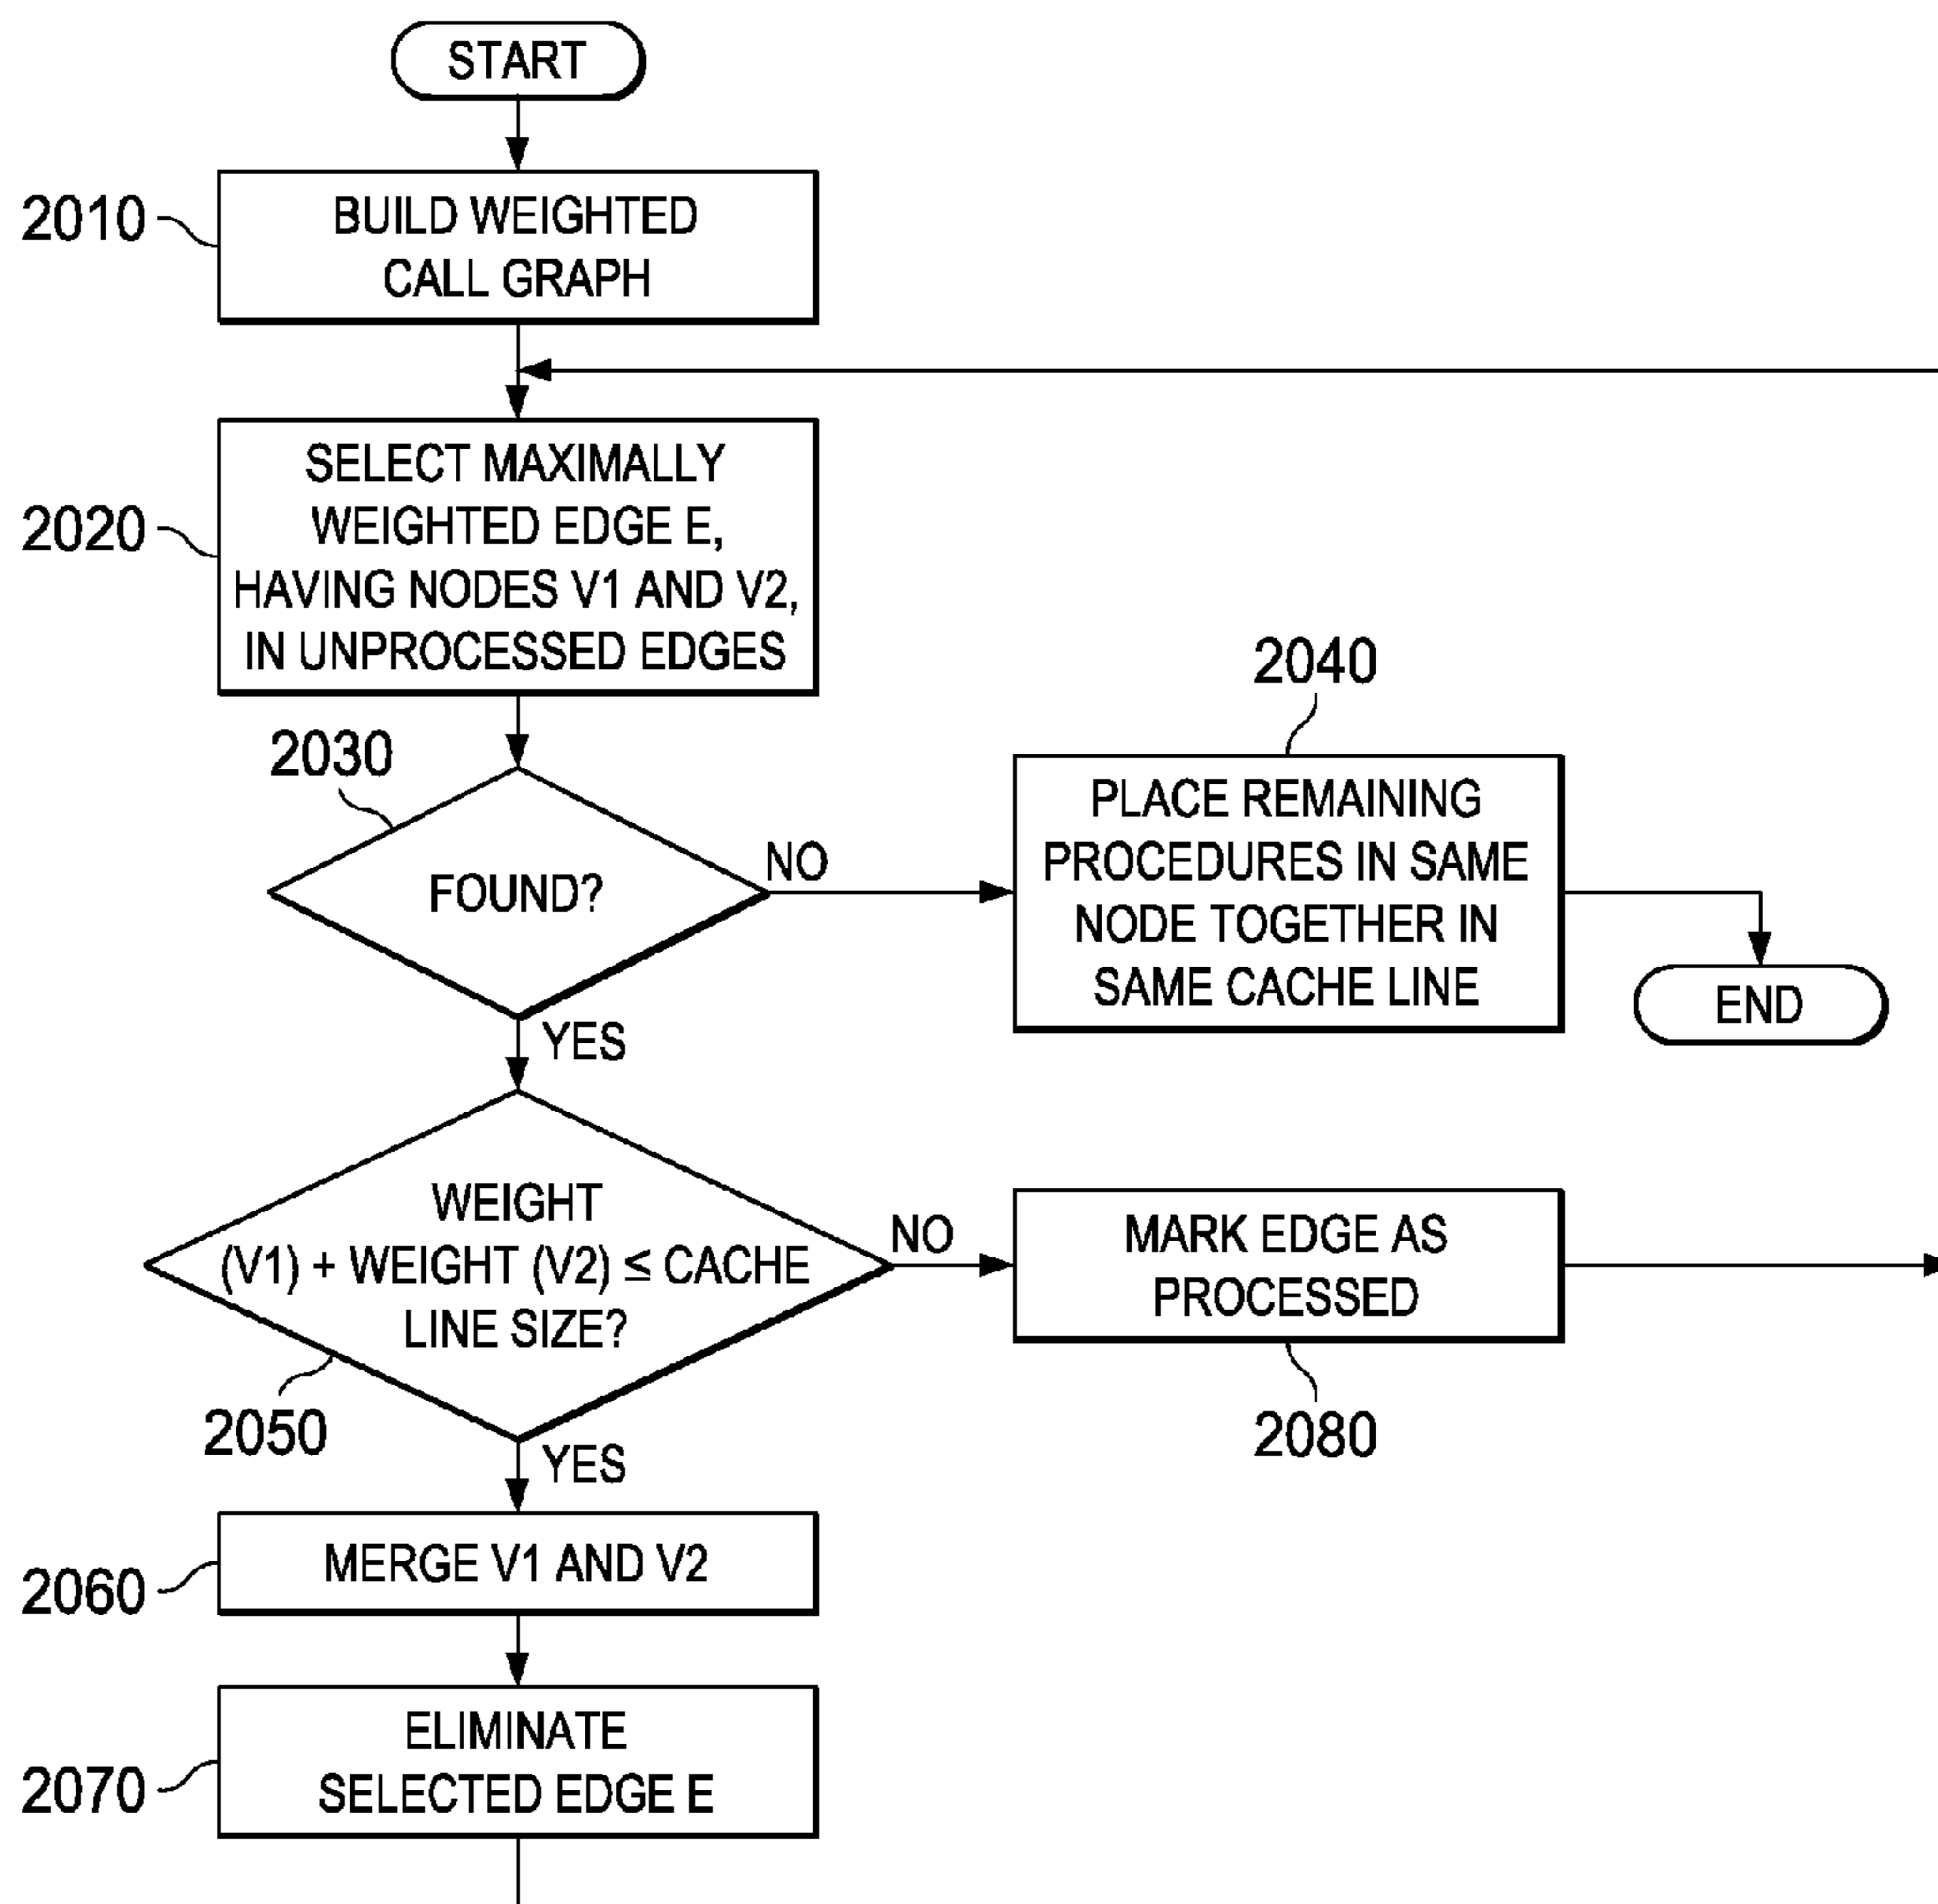 START
2010
BUILD WEIGHTED
CALL GRAPH
2020
SELECT MAXIMALLY
WEIGHTED EDGE E,
HAVING NODES V1 AND V2,
IN UNPROCESSED EDGES
2030
FOUND?
NO
YES
2040
PLACE REMAINING
PROCEDURES IN SAME
NODE TOGETHER IN
SAME CACHE LINE
END
2050
WEIGHT
(V1) + WEIGHT (V2) ≤ CACHE
LINE SIZE?
NO
YES
MARK EDGE AS
PROCESSED
2080
2060
MERGE V1 AND V2
2070
ELIMINATE
SELECTED EDGE E